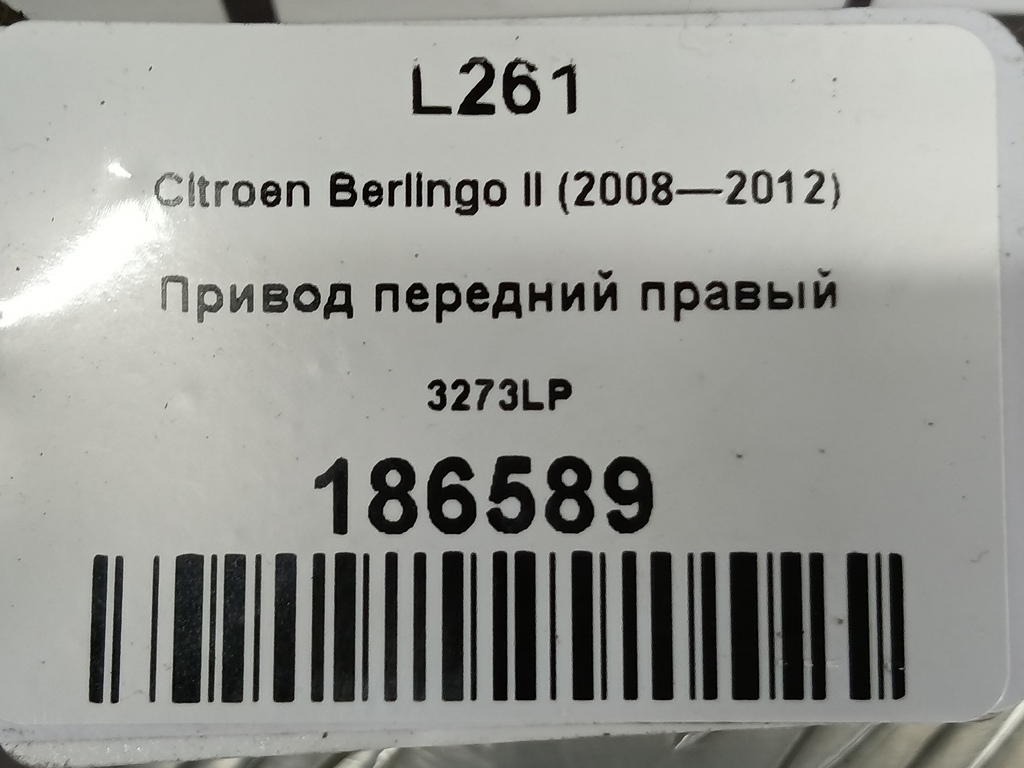 L261
Citroen Berlingo II (2008—2012)
Привод передний правый
3273LP
186589